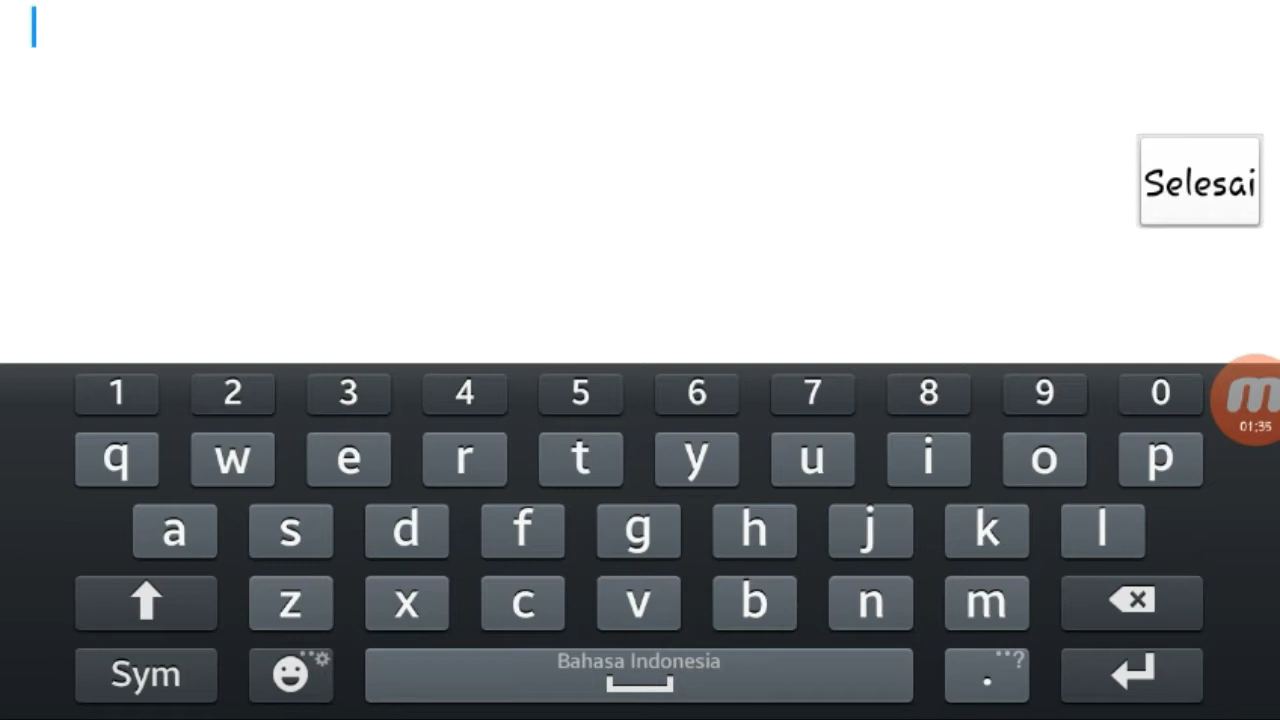 Selesai
1 2 3 4 5 6 7 8 9 0
01:35
q w e r t y u i o p
a s d f g h j k l
z x c v b n m
Sym Bahasa Indonesia . ?